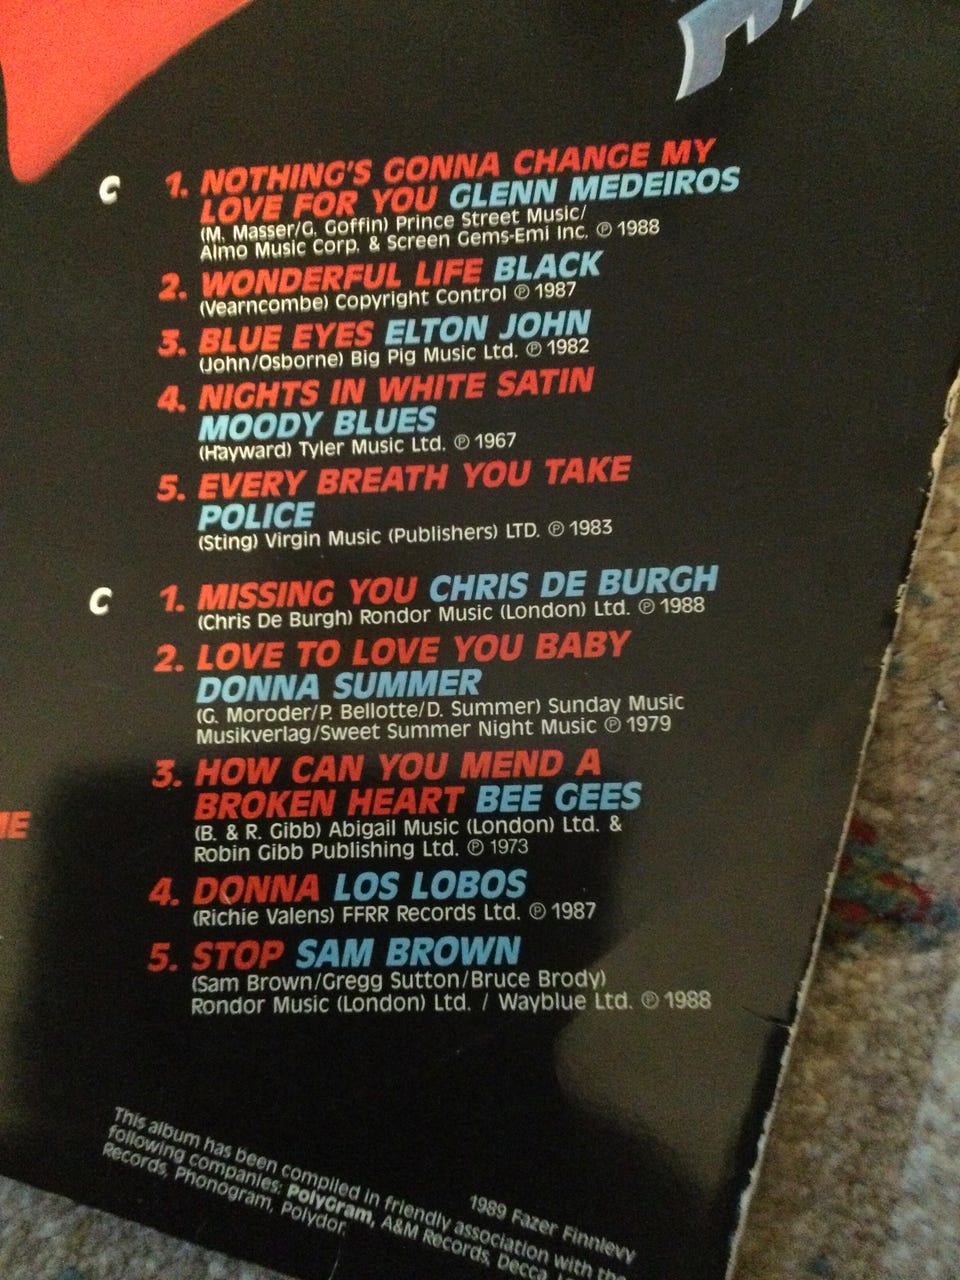 C 1. NOTHING'S GONNA CHANGE MY
LOVE FOR YOU GLENN MEDEIROS
(M. Masser/G. Goffin) Prince Street Music/
Almo Music Corp. & Screen Gems-Emi Inc. ℗ 1988
2. WONDERFUL LIFE BLACK
(Vearncombe) Copyright Control ℗ 1987
3. BLUE EYES ELTON JOHN
(John/Osborne) Big Pig Music Ltd. ℗ 1982
4. NIGHTS IN WHITE SATIN
MOODY BLUES
(Hayward) Tyler Music Ltd. ℗ 1967
5. EVERY BREATH YOU TAKE
POLICE
(Sting) Virgin Music (Publishers) LTD. ℗ 1983
C 1. MISSING YOU CHRIS DE BURGH
(Chris De Burgh) Rondor Music (London) Ltd. ℗ 1988
2. LOVE TO LOVE YOU BABY
DONNA SUMMER
(G. Moroder/P. Bellotte/D. Summer) Sunday Music
Musikverlag/Sweet Summer Night Music ℗ 1979
3. HOW CAN YOU MEND A
BROKEN HEART BEE GEES
(B. & R. Gibb) Abigail Music (London) Ltd. &
Robin Gibb Publishing Ltd. ℗ 1973
4. DONNA LOS LOBOS
(Richie Valens) FFRR Records Ltd. ℗ 1987
5. STOP SAM BROWN
(Sam Brown/Gregg Sutton/Bruce Brody)
Rondor Music (London) Ltd. / Wayblue Ltd. ℗ 1988
This album has been compiled in friendly association with the
following companies: PolyGram, A&M Records, Decca,
Records, Phonogram, Polydor.
1989 Fazer Finnlevy